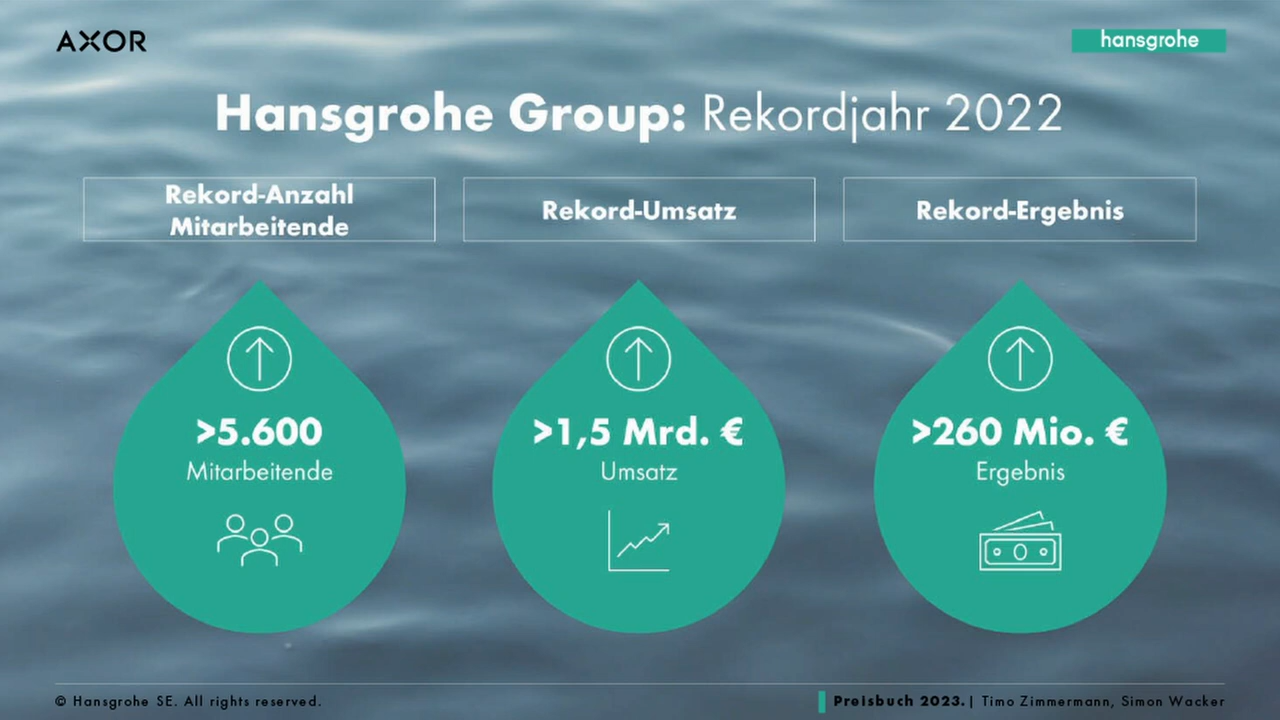 AXOR
hansgrohe
Hansgrohe Group: Rekordjahr 2022
Rekord-Anzahl
Mitarbeitende
Rekord-Umsatz
Rekord-Ergebnis
>5.600
Mitarbeitende
>1,5 Mrd. €
Umsatz
>260 Mio. €
Ergebnis
© Hansgrohe SE. All rights reserved.
Preisbuch 2023. | Timo Zimmermann, Simon Wacker